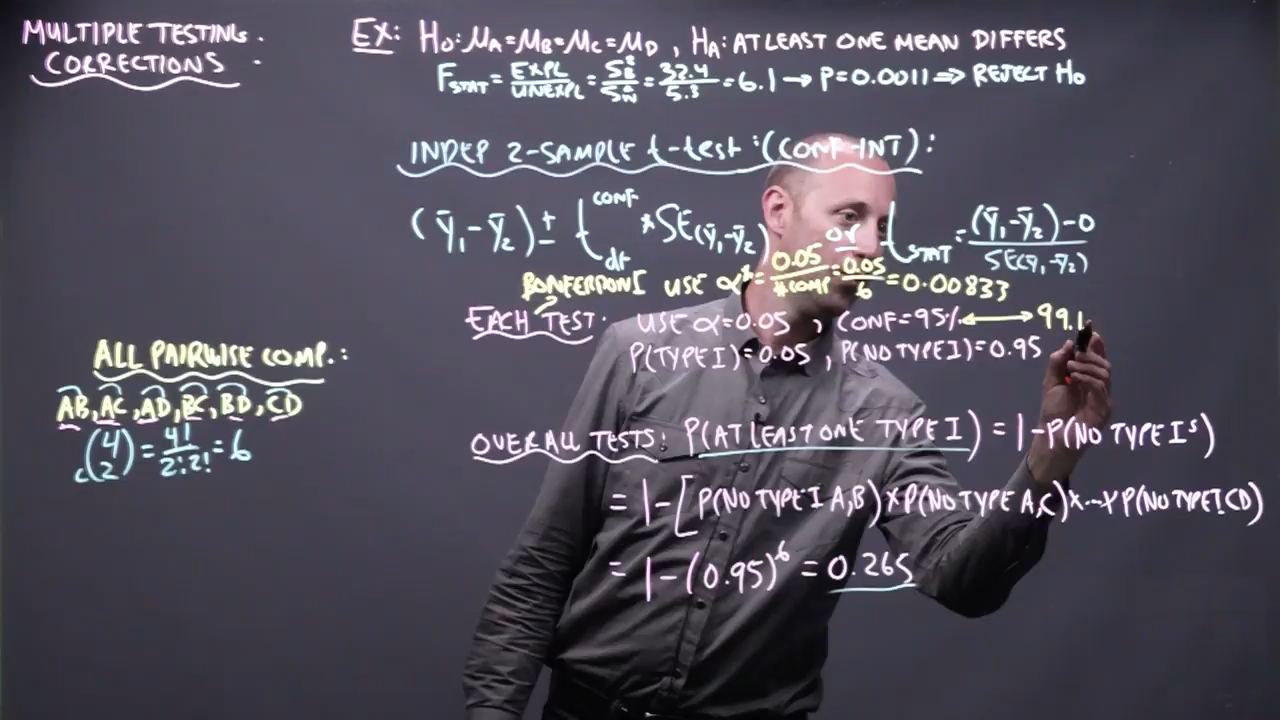 MULTIPLE TESTING
CORRECTIONS
EX: H₀: μA=μB=μC=μD , HA: AT LEAST ONE MEAN DIFFERS
FSTAT = EXPL/UNEXPL = S²B/S²W = 32.4/5.3 = 6.1 → P=0.0011 ⇒ REJECT H₀
INDEP 2-SAMPLE t-test: (CONF-INT):
(ȳ₁-ȳ₂) ± t CONF df * SE(ȳ₁-ȳ₂) or tSTAT = (ȳ₁-ȳ₂)-0 / SE(ȳ₁-ȳ₂)
BONFERRONI USE α* = 0.05/#COMP = 0.05/6 = 0.00833
EACH TEST: USE α=0.05 , CONF=95% ↔ 99.1
P(TYPE I)=0.05 , P(NO TYPE I)=0.95
ALL PAIRWISE COMP.:
AB, AC, AD, BC, BD, CD
(4 2) = 4!/2!2! = 6
OVERALL TESTS: P(AT LEAST ONE TYPE I) = 1-P(NO TYPE I'S)
= 1-[P(NO TYPE I A,B)×P(NO TYPE A,C)×...×P(NO TYPE I CD)
= 1-(0.95)⁶ = 0.265